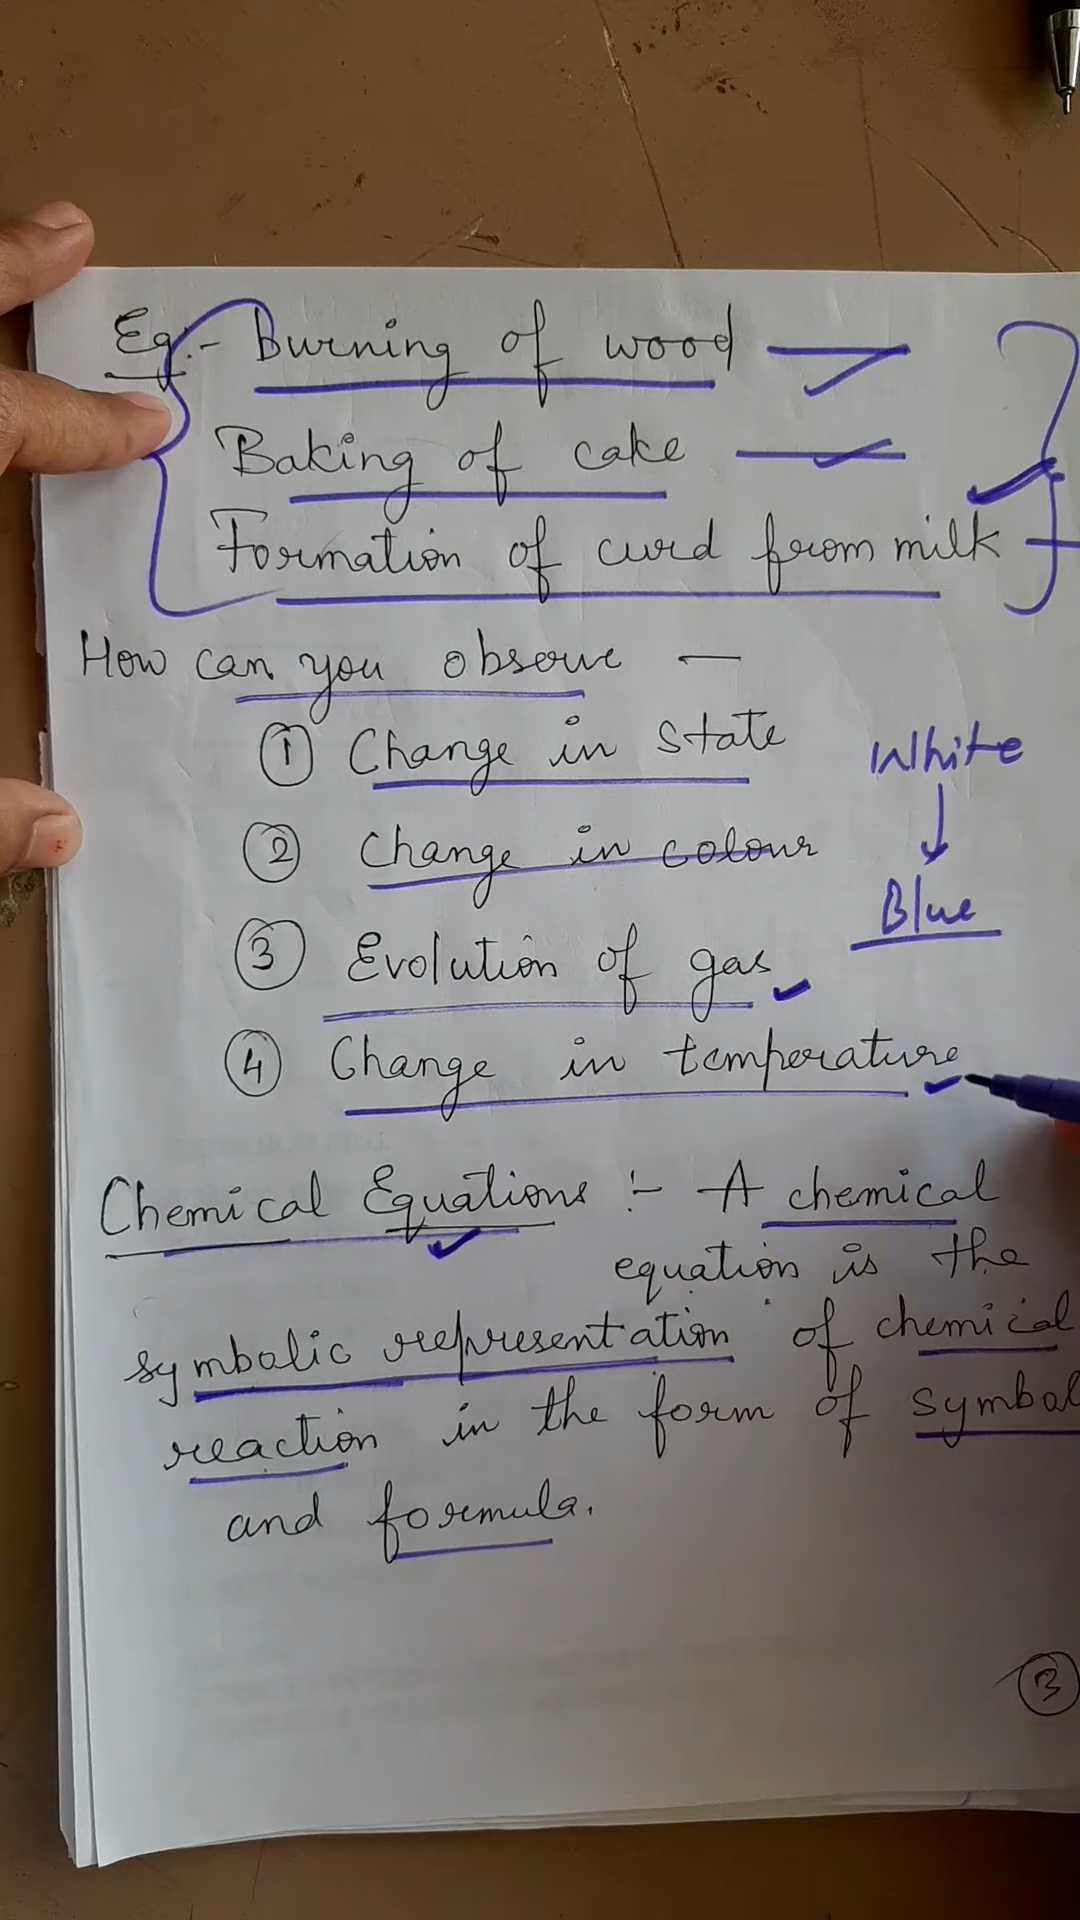 Eg:- Burning of wood
Baking of cake
Formation of curd from milk
How can you observe —
① Change in state
② Change in colour
White
↓
Blue
③ Evolution of gas
④ Change in temperature
Chemical Equations :- A chemical
equation is the
symbolic representation of chemical
reaction in the form of symbol
and formula.
3